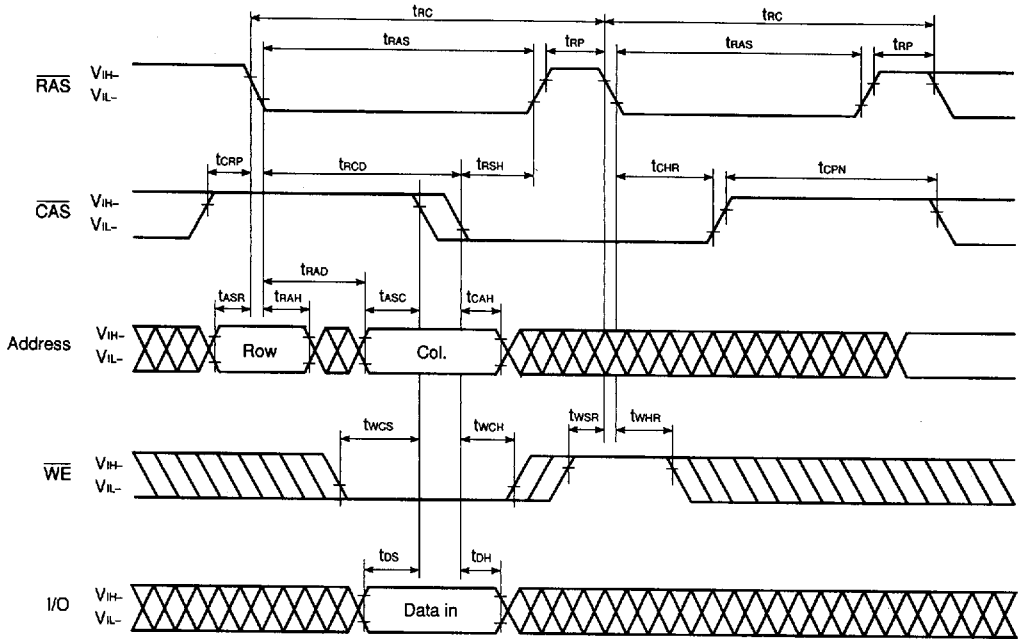 tRC tRC
tRAS tRP tRAS tRP
RAS VIH–
VIL–
tCRP tRCD tRSH tCHR tCPN
CAS VIH–
VIL–
tRAD
tASR tRAH tASC tCAH
Address VIH– Row Col.
VIL–
tWCS tWCH tWSR tWHR
WE VIH–
VIL–
tDS tDH
I/O VIH– Data in
VIL–